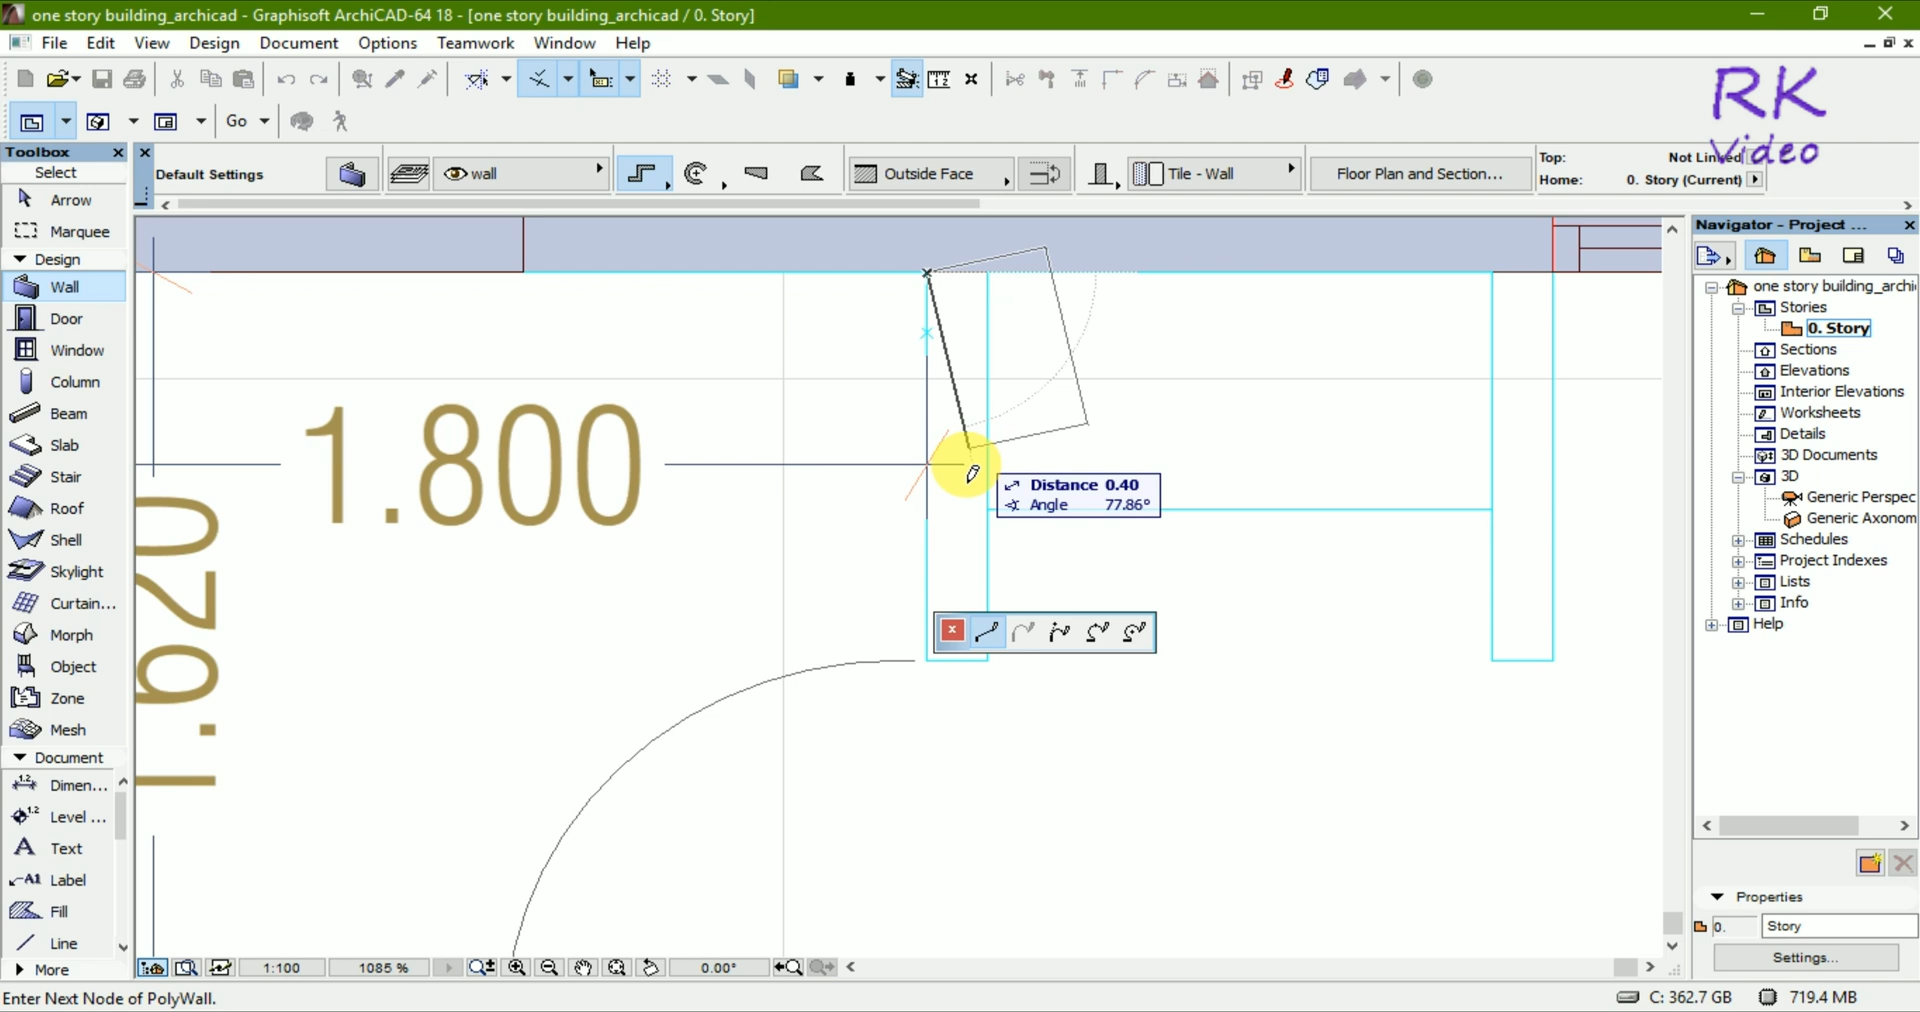 one story building_archicad - Graphisoft ArchiCAD-64 18 - [one story building_archicad / 0. Story]
File Edit View Design Document Options Teamwork Window Help
RK
Video
Go
Toolbox
Select
Arrow
Marquee
Design
Wall
Door
Window
Column
Beam
Slab
Stair
Roof
Shell
Skylight
Curtain...
Morph
Object
Zone
Mesh
Document
Dimen...
Level ...
Text
Label
Fill
Line
More
Default Settings
wall
Outside Face
Tile - Wall
Floor Plan and Section...
Top: Not Linked
Home: 0. Story (Current)
1.800
Distance 0.40
Angle 77.86°
Navigator - Project ...
one story building_archi
Stories
0. Story
Sections
Elevations
Interior Elevations
Worksheets
Details
3D Documents
3D
Generic Perspec
Generic Axonom
Schedules
Project Indexes
Lists
Info
Help
Properties
0. Story
Settings...
1:100 1085 % 0.00°
Enter Next Node of PolyWall.
C: 362.7 GB 719.4 MB